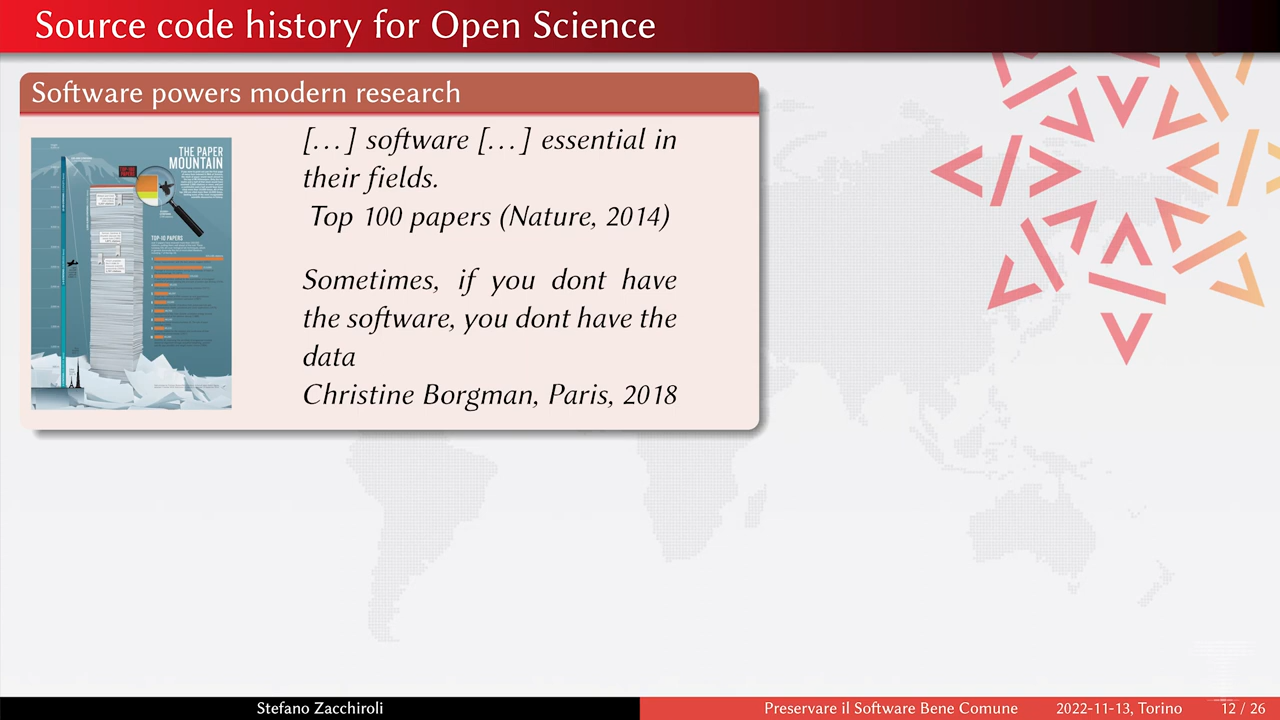 Source code history for Open Science
Software powers modern research
THE PAPER
MOUNTAIN
TOP 10 PAPERS
[…] software […] essential in
their fields.
Top 100 papers (Nature, 2014)
Sometimes, if you dont have
the software, you dont have the
data
Christine Borgman, Paris, 2018
Stefano Zacchiroli
Preservare il Software Bene Comune
2022-11-13, Torino
12 / 26